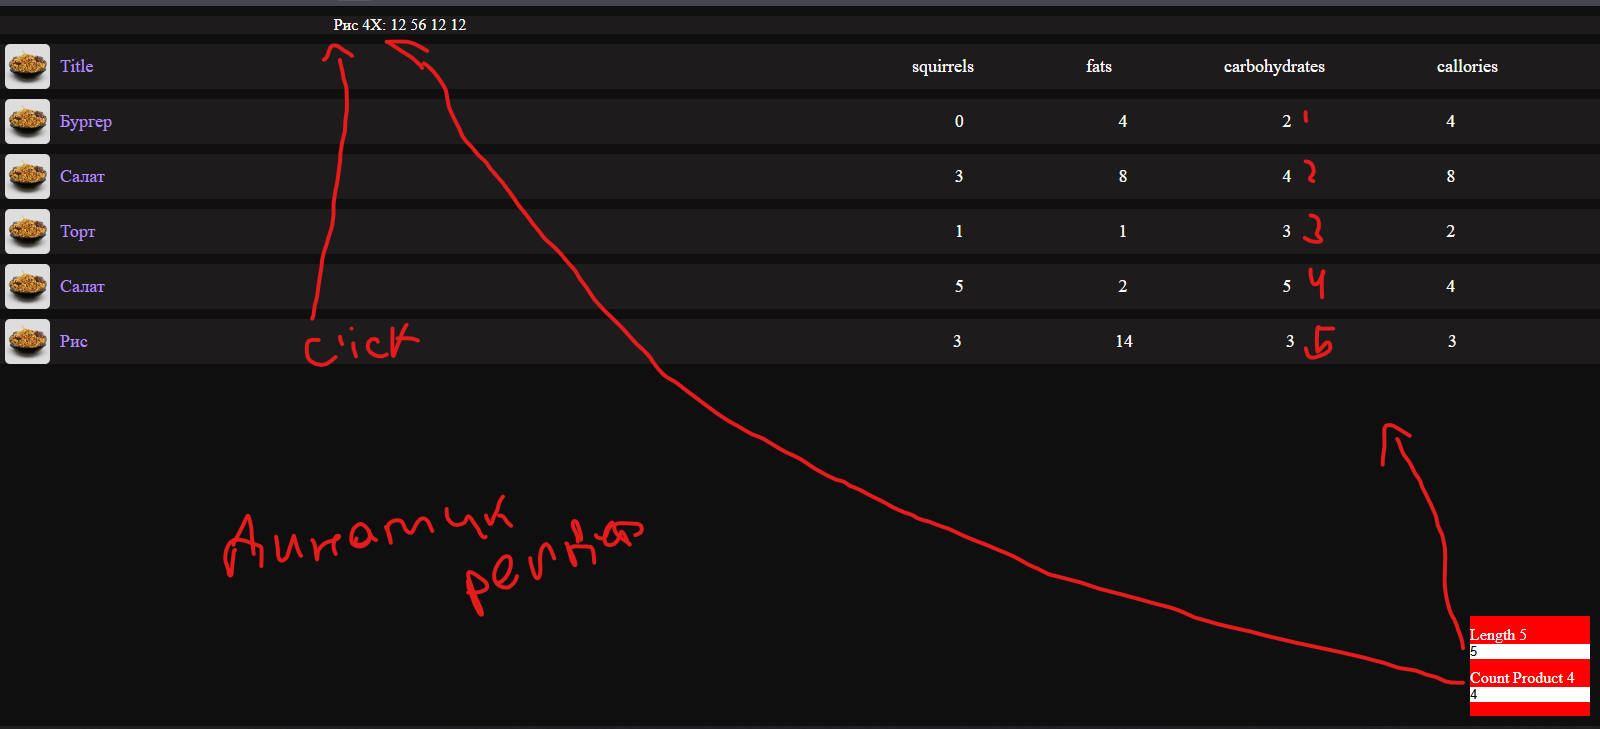 Рис 4X: 12 56 12 12
Title squirrels fats carbohydrates callories
Бургер 0 4 2 1 4
Салат 3 8 4 2 8
Торт 1 1 3 3 2
Салат 5 2 5 4 4
Рис 3 14 3 5 3
Click
Динамик
Length 5
5
Count Product 4
4